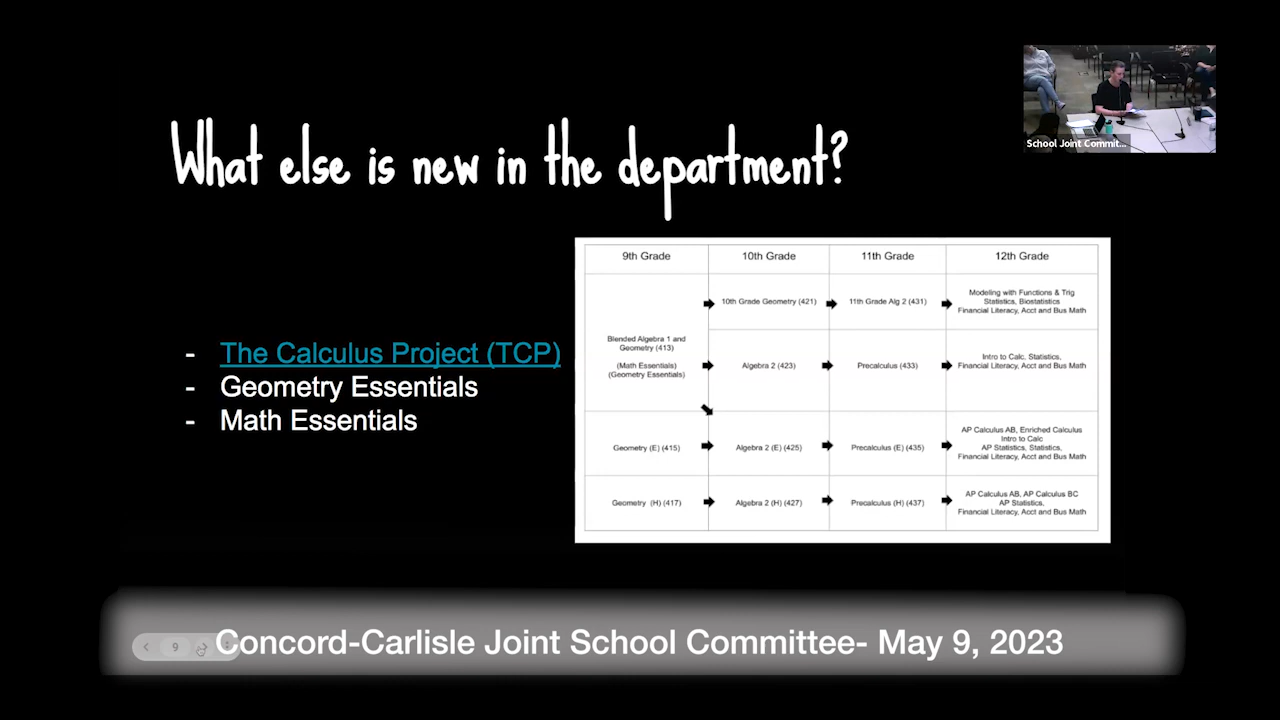 School Joint Commit...
What else is new in the department?
- The Calculus Project (TCP)
- Geometry Essentials
- Math Essentials
9th Grade
10th Grade
11th Grade
12th Grade
Blended Algebra 1 and
Geometry (413)
(Math Essentials)
(Geometry Essentials)
10th Grade Geometry (421)
11th Grade Alg 2 (431)
Modeling with Functions & Trig
Statistics, Biostatistics
Financial Literacy, Acct and Bus Math
Algebra 2 (423)
Precalculus (433)
Intro to Calc, Statistics,
Financial Literacy, Acct and Bus Math
Geometry (E) (415)
Algebra 2 (E) (425)
Precalculus (E) (435)
AP Calculus AB, Enriched Calculus
Intro to Calc
AP Statistics, Statistics,
Financial Literacy, Acct and Bus Math
Geometry (H) (417)
Algebra 2 (H) (427)
Precalculus (H) (437)
AP Calculus AB, AP Calculus BC
AP Statistics,
Financial Literacy, Acct and Bus Math
9
Concord-Carlisle Joint School Committee- May 9, 2023